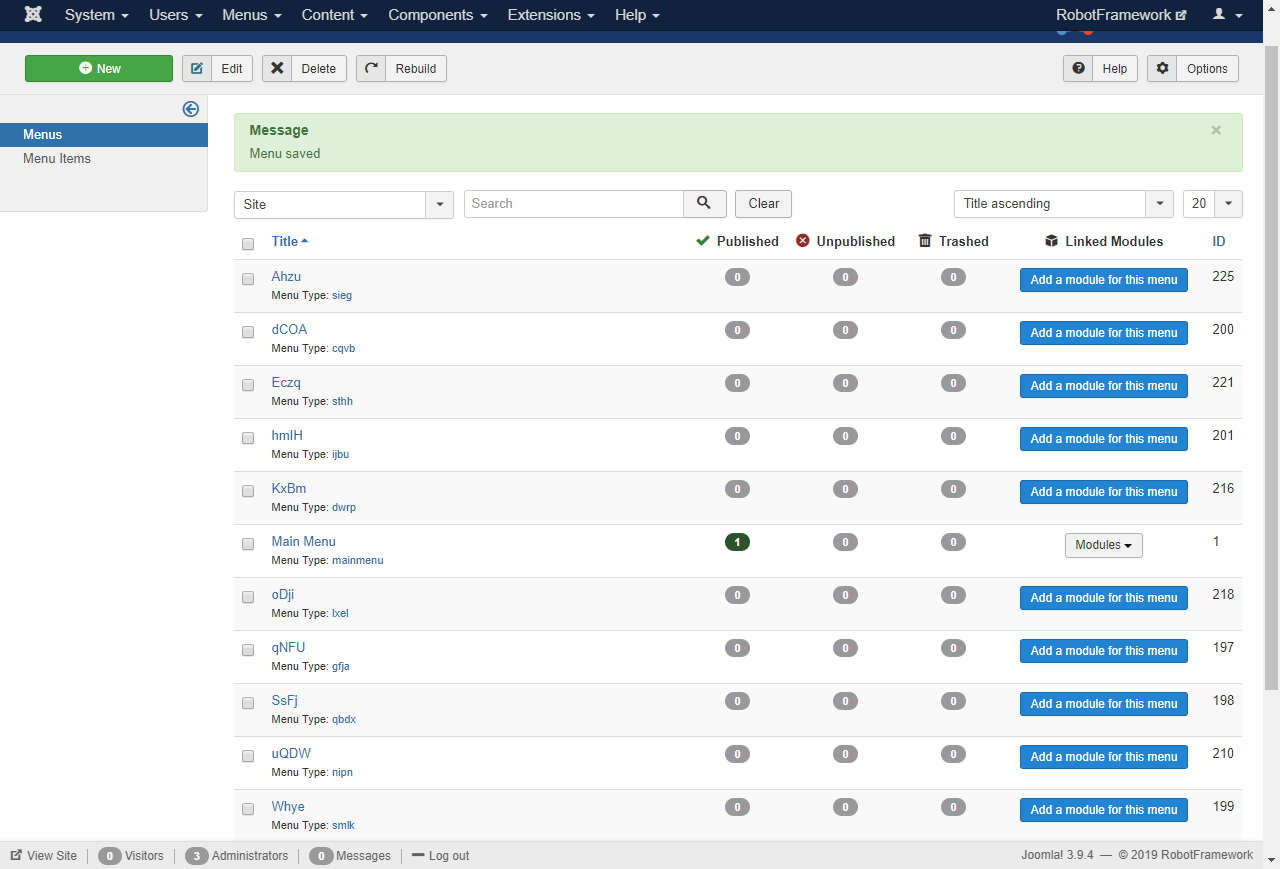 System Users Menus Content Components Extensions Help RobotFramework
New Edit Delete Rebuild Help Options
Menus
Menu Items
Message
Menu saved
Site Search Clear Title ascending 20
Title Published Unpublished Trashed Linked Modules ID
Ahzu 0 0 0 Add a module for this menu 225
Menu Type: sieg
dCOA 0 0 0 Add a module for this menu 200
Menu Type: cqvb
Eczq 0 0 0 Add a module for this menu 221
Menu Type: sthh
hmIH 0 0 0 Add a module for this menu 201
Menu Type: ijbu
KxBm 0 0 0 Add a module for this menu 216
Menu Type: dwrp
Main Menu 1 0 0 Modules 1
Menu Type: mainmenu
oDji 0 0 0 Add a module for this menu 218
Menu Type: lxel
qNFU 0 0 0 Add a module for this menu 197
Menu Type: gfja
SsFj 0 0 0 Add a module for this menu 198
Menu Type: qbdx
uQDW 0 0 0 Add a module for this menu 210
Menu Type: nipn
Whye 0 0 0 Add a module for this menu 199
Menu Type: smlk
View Site 0 Visitors 3 Administrators 0 Messages Log out Joomla! 3.9.4 — © 2019 RobotFramework